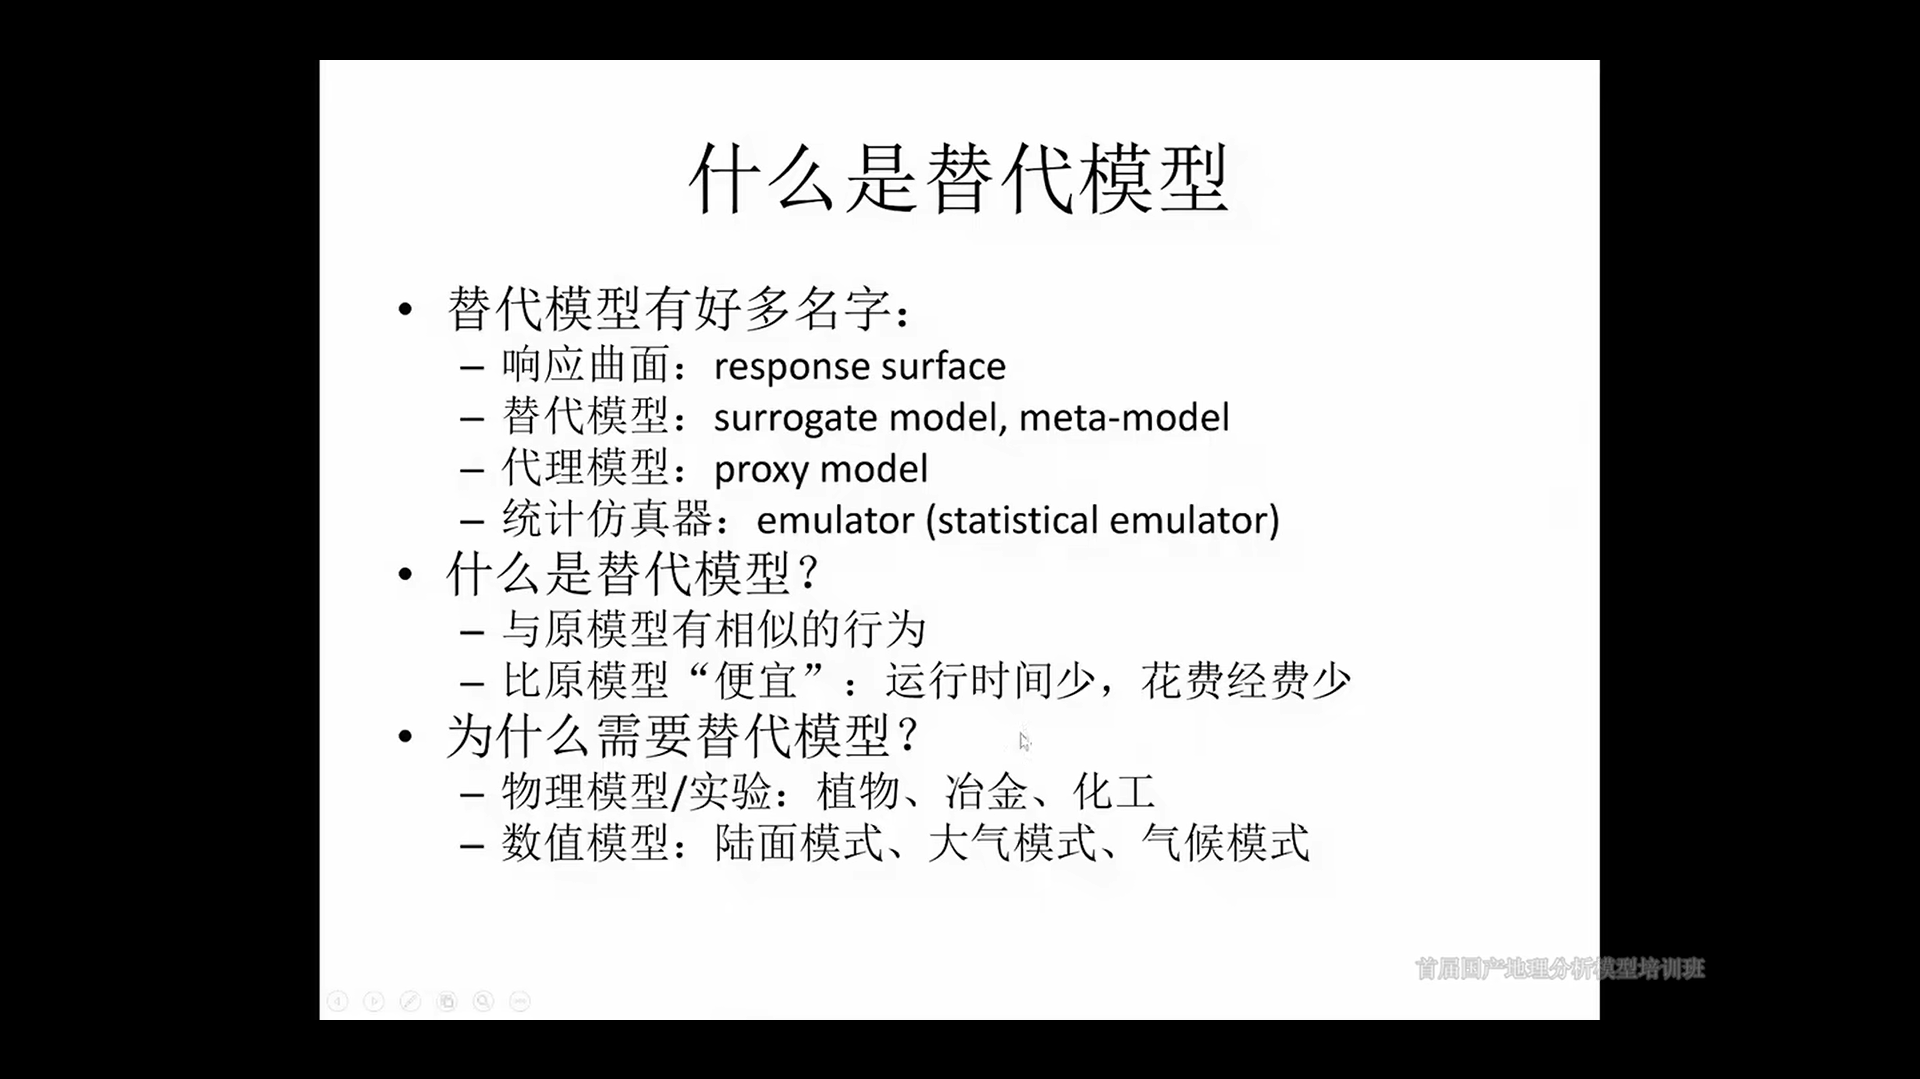 什么是替代模型
• 替代模型有好多名字：
– 响应曲面：response surface
– 替代模型：surrogate model, meta-model
– 代理模型：proxy model
– 统计仿真器：emulator (statistical emulator)
• 什么是替代模型？
– 与原模型有相似的行为
– 比原模型“便宜”：运行时间少，花费经费少
• 为什么需要替代模型？
– 物理模型/实验：植物、冶金、化工
– 数值模型：陆面模式、大气模式、气候模式
首届国产地理分析模型培训班